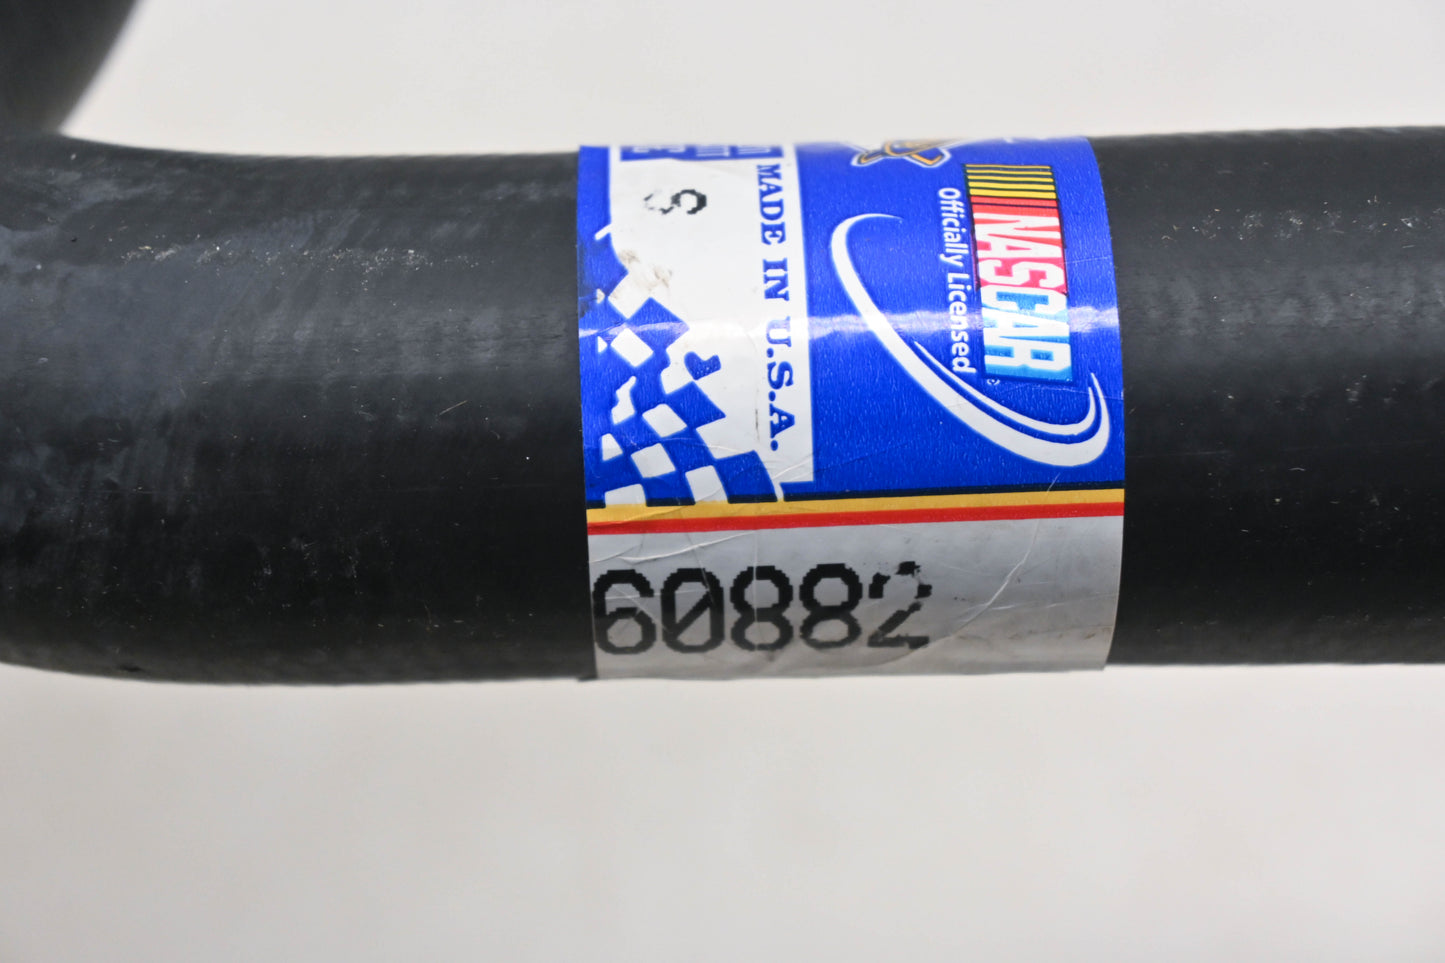 S
MADE IN U.S.A.
Officially Licensed
NASCAR
60882